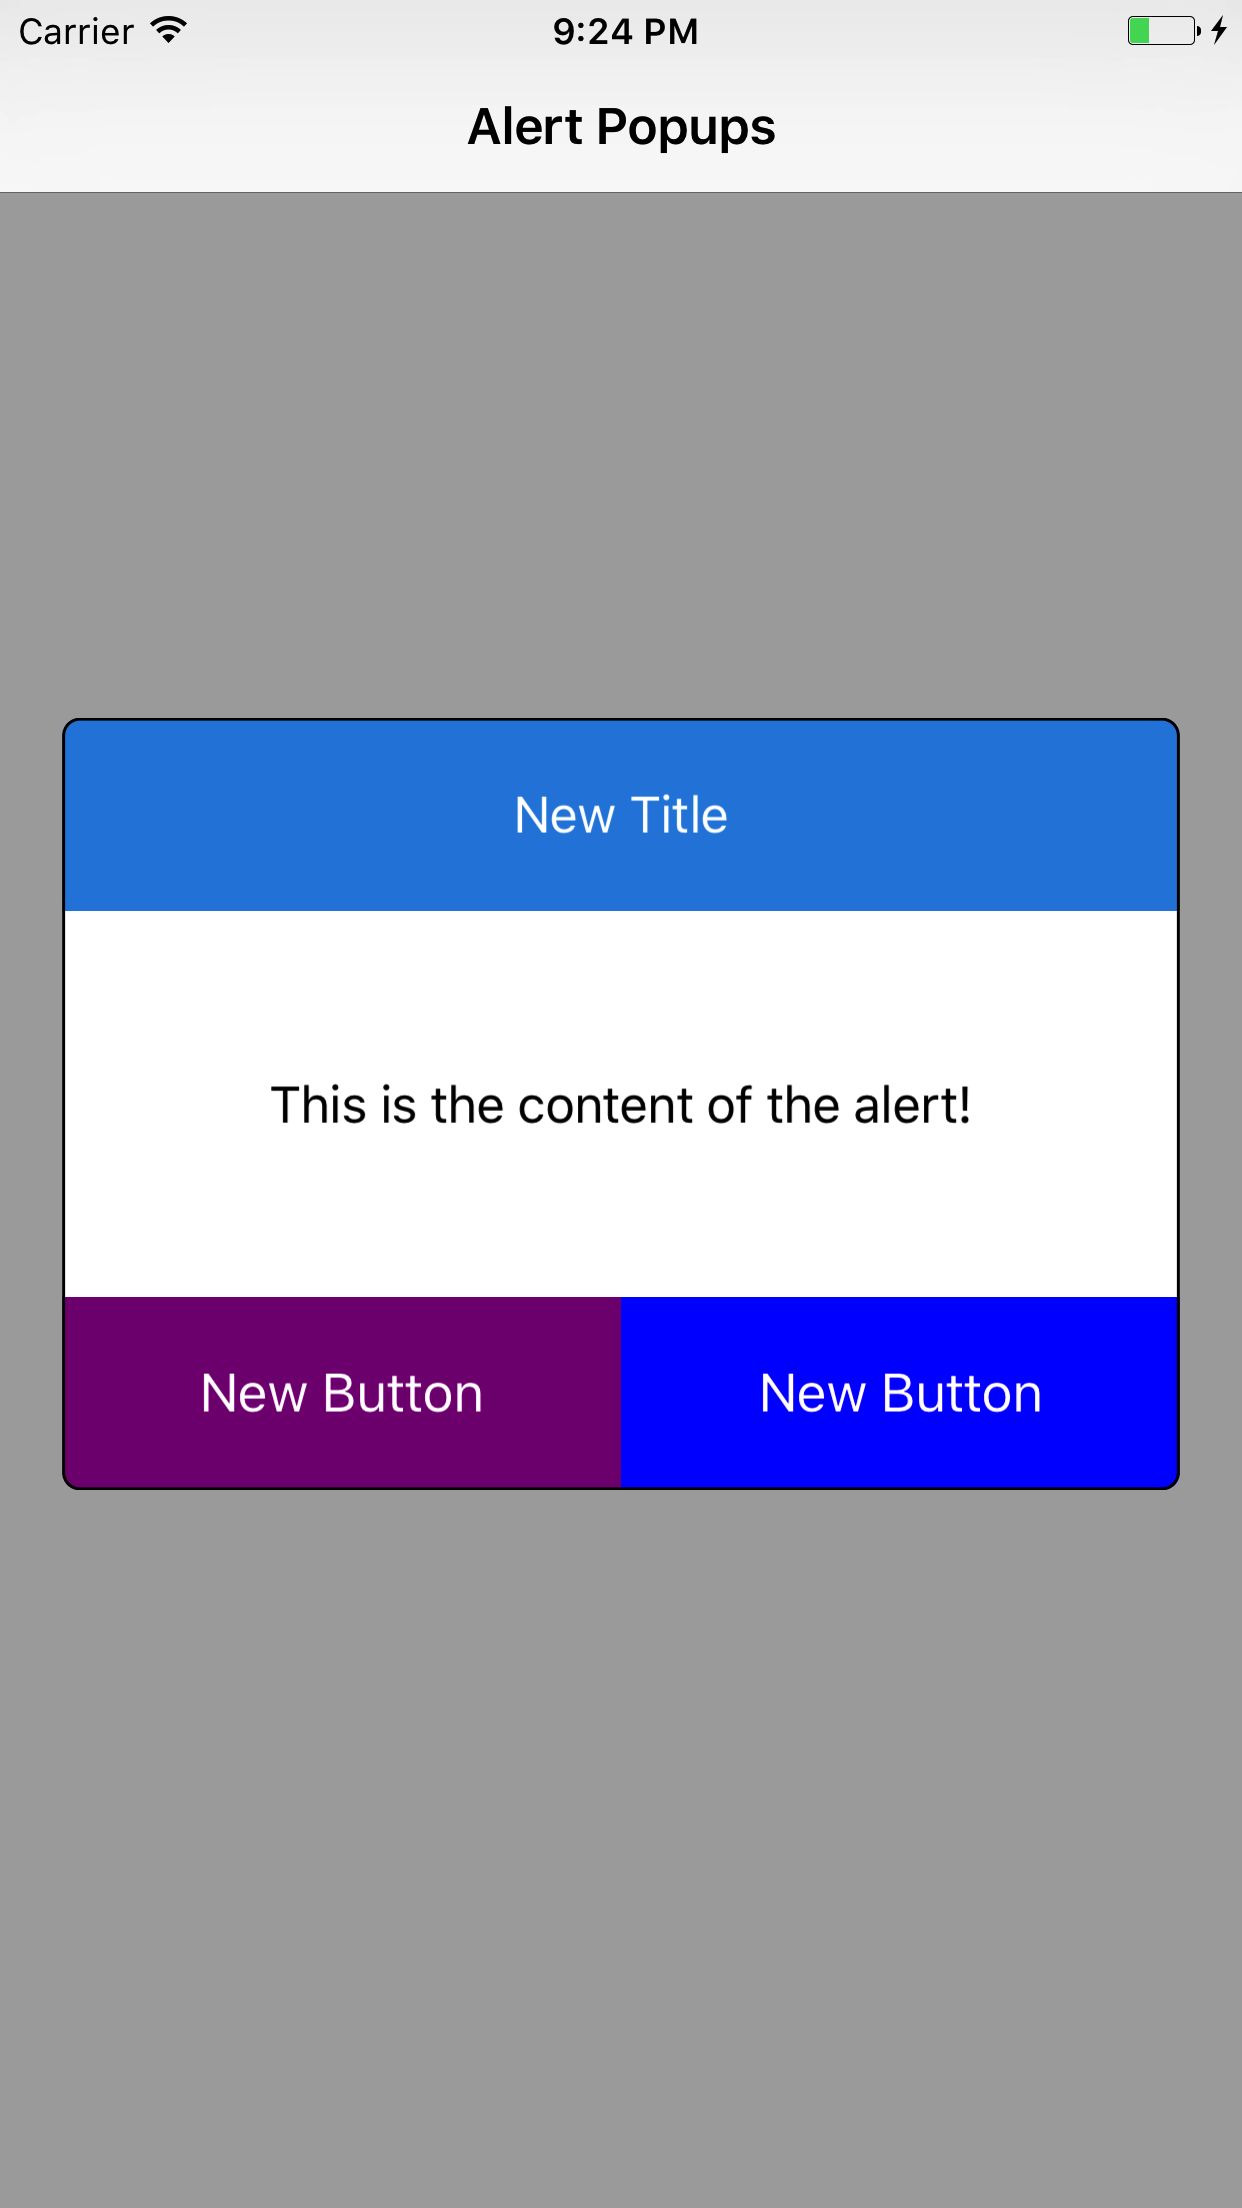 Carrier 9:24 PM
Alert Popups
New Title
This is the content of the alert!
New Button New Button